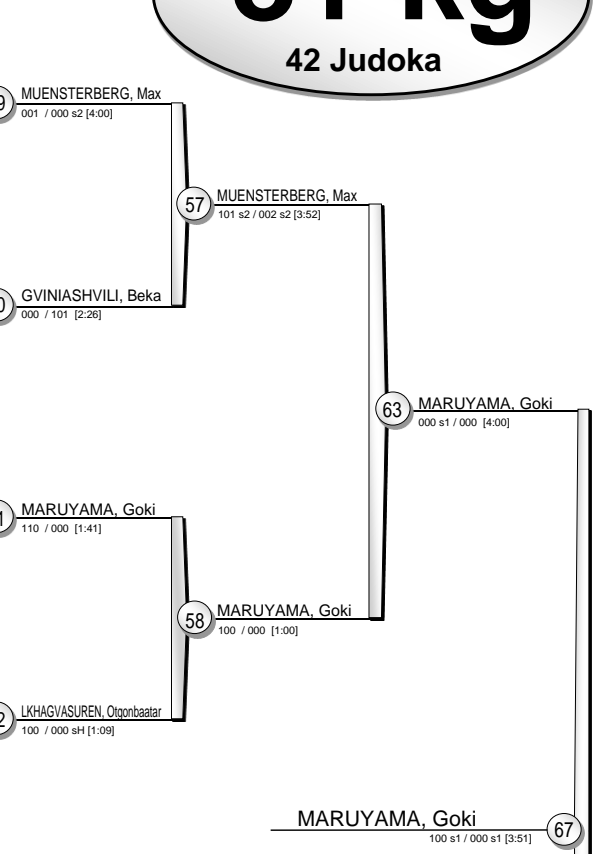 42 Judoka
MUENSTERBERG, Max
001 / 000 s2 [4:00]
57
MUENSTERBERG, Max
101 s2 / 002 s2 [3:52]
GVINIASHVILI, Beka
000 / 101 [2:26]
63
MARUYAMA, Goki
000 s1 / 000 [4:00]
MARUYAMA, Goki
110 / 000 [1:41]
58
MARUYAMA, Goki
100 / 000 [1:00]
LKHAGVASUREN, Otgonbaatar
100 / 000 sH [1:09]
MARUYAMA, Goki
100 s1 / 000 s1 [3:51]
67